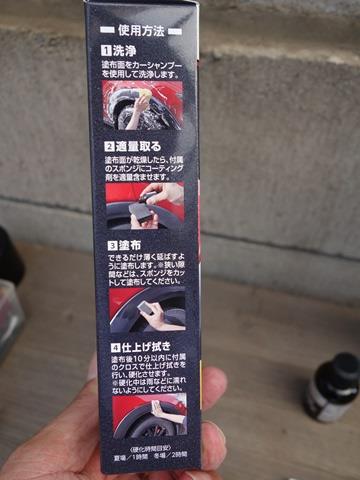 使用方法
1 洗浄
塗布面をカーシャンプー
を使用して洗浄します。
2 適量取る
塗布面が乾燥したら、付属
のスポンジにコーティング
剤を適量含ませます。
3 塗布
できるだけ薄く延ばすよ
うに塗布します。※狭い隙
間などは、スポンジをカッ
トして塗布してください。
4 仕上げ拭き
塗布後10分以内に付属
のクロスで仕上げ拭き
を行い、硬化させます。
※硬化中は雨などに濡れ
ないようにしてください。
〈硬化時間目安〉
夏場/1時間 冬場/2時間